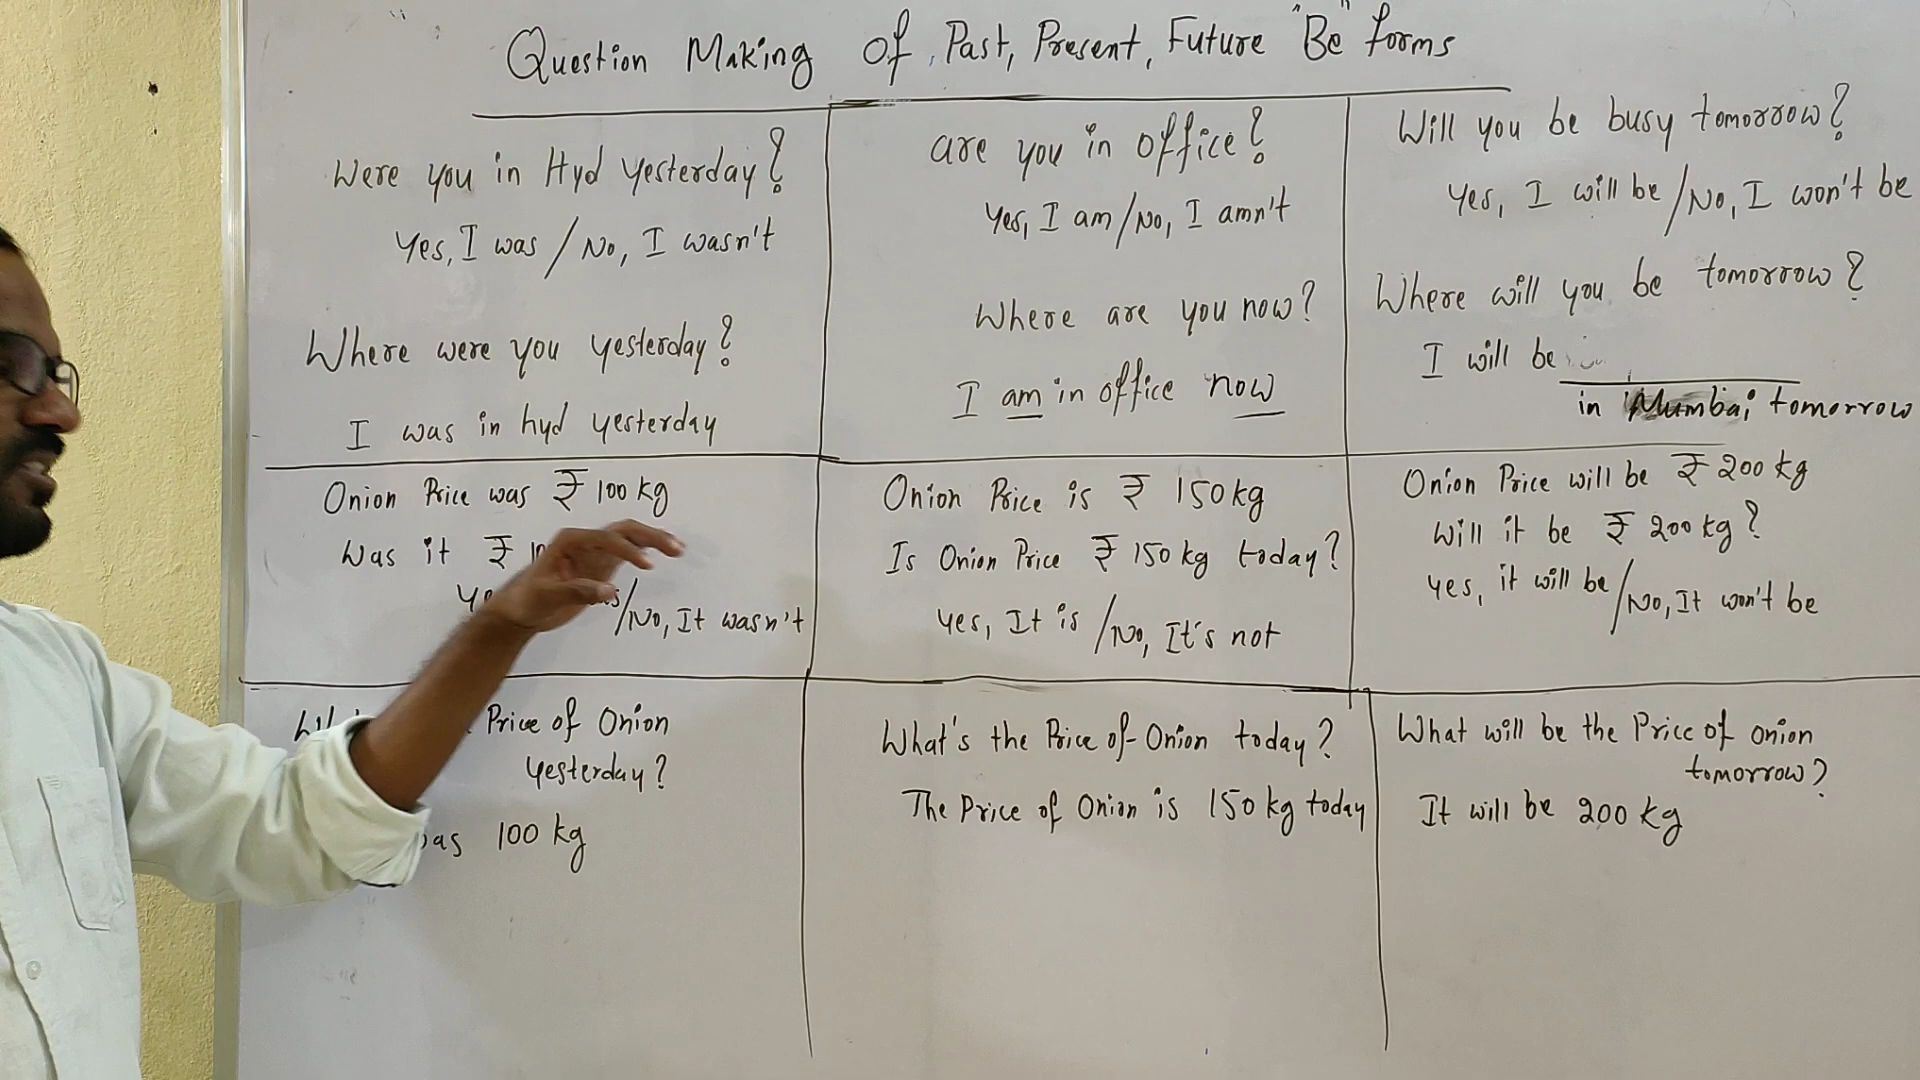 Question Making Of Past, Present, Future "Be" forms
Were you in Hyd yesterday?
Yes, I was / No, I wasn't
Where were you yesterday?
I was in hyd yesterday
are you in office?
Yes, I am / No, I amn't
Where are you now?
I am in office now
Will you be busy tomorrow?
Yes, I will be / No, I won't be
Where will you be tomorrow?
I will be
in Mumbai tomorrow
Onion Price was ₹ 100 kg
Was it ₹
/ No, It wasn't
Onion Price is ₹ 150 kg
Is Onion Price ₹ 150 kg today?
Yes, It is / No, It's not
Onion Price will be ₹ 200 kg
Will it be ₹ 200 kg?
yes, it will be / No, It won't be
Price of Onion
yesterday?
100 kg
What's the Price of Onion today?
The Price of Onion is 150 kg today
What will be the Price of onion
tomorrow?
It will be 200 kg